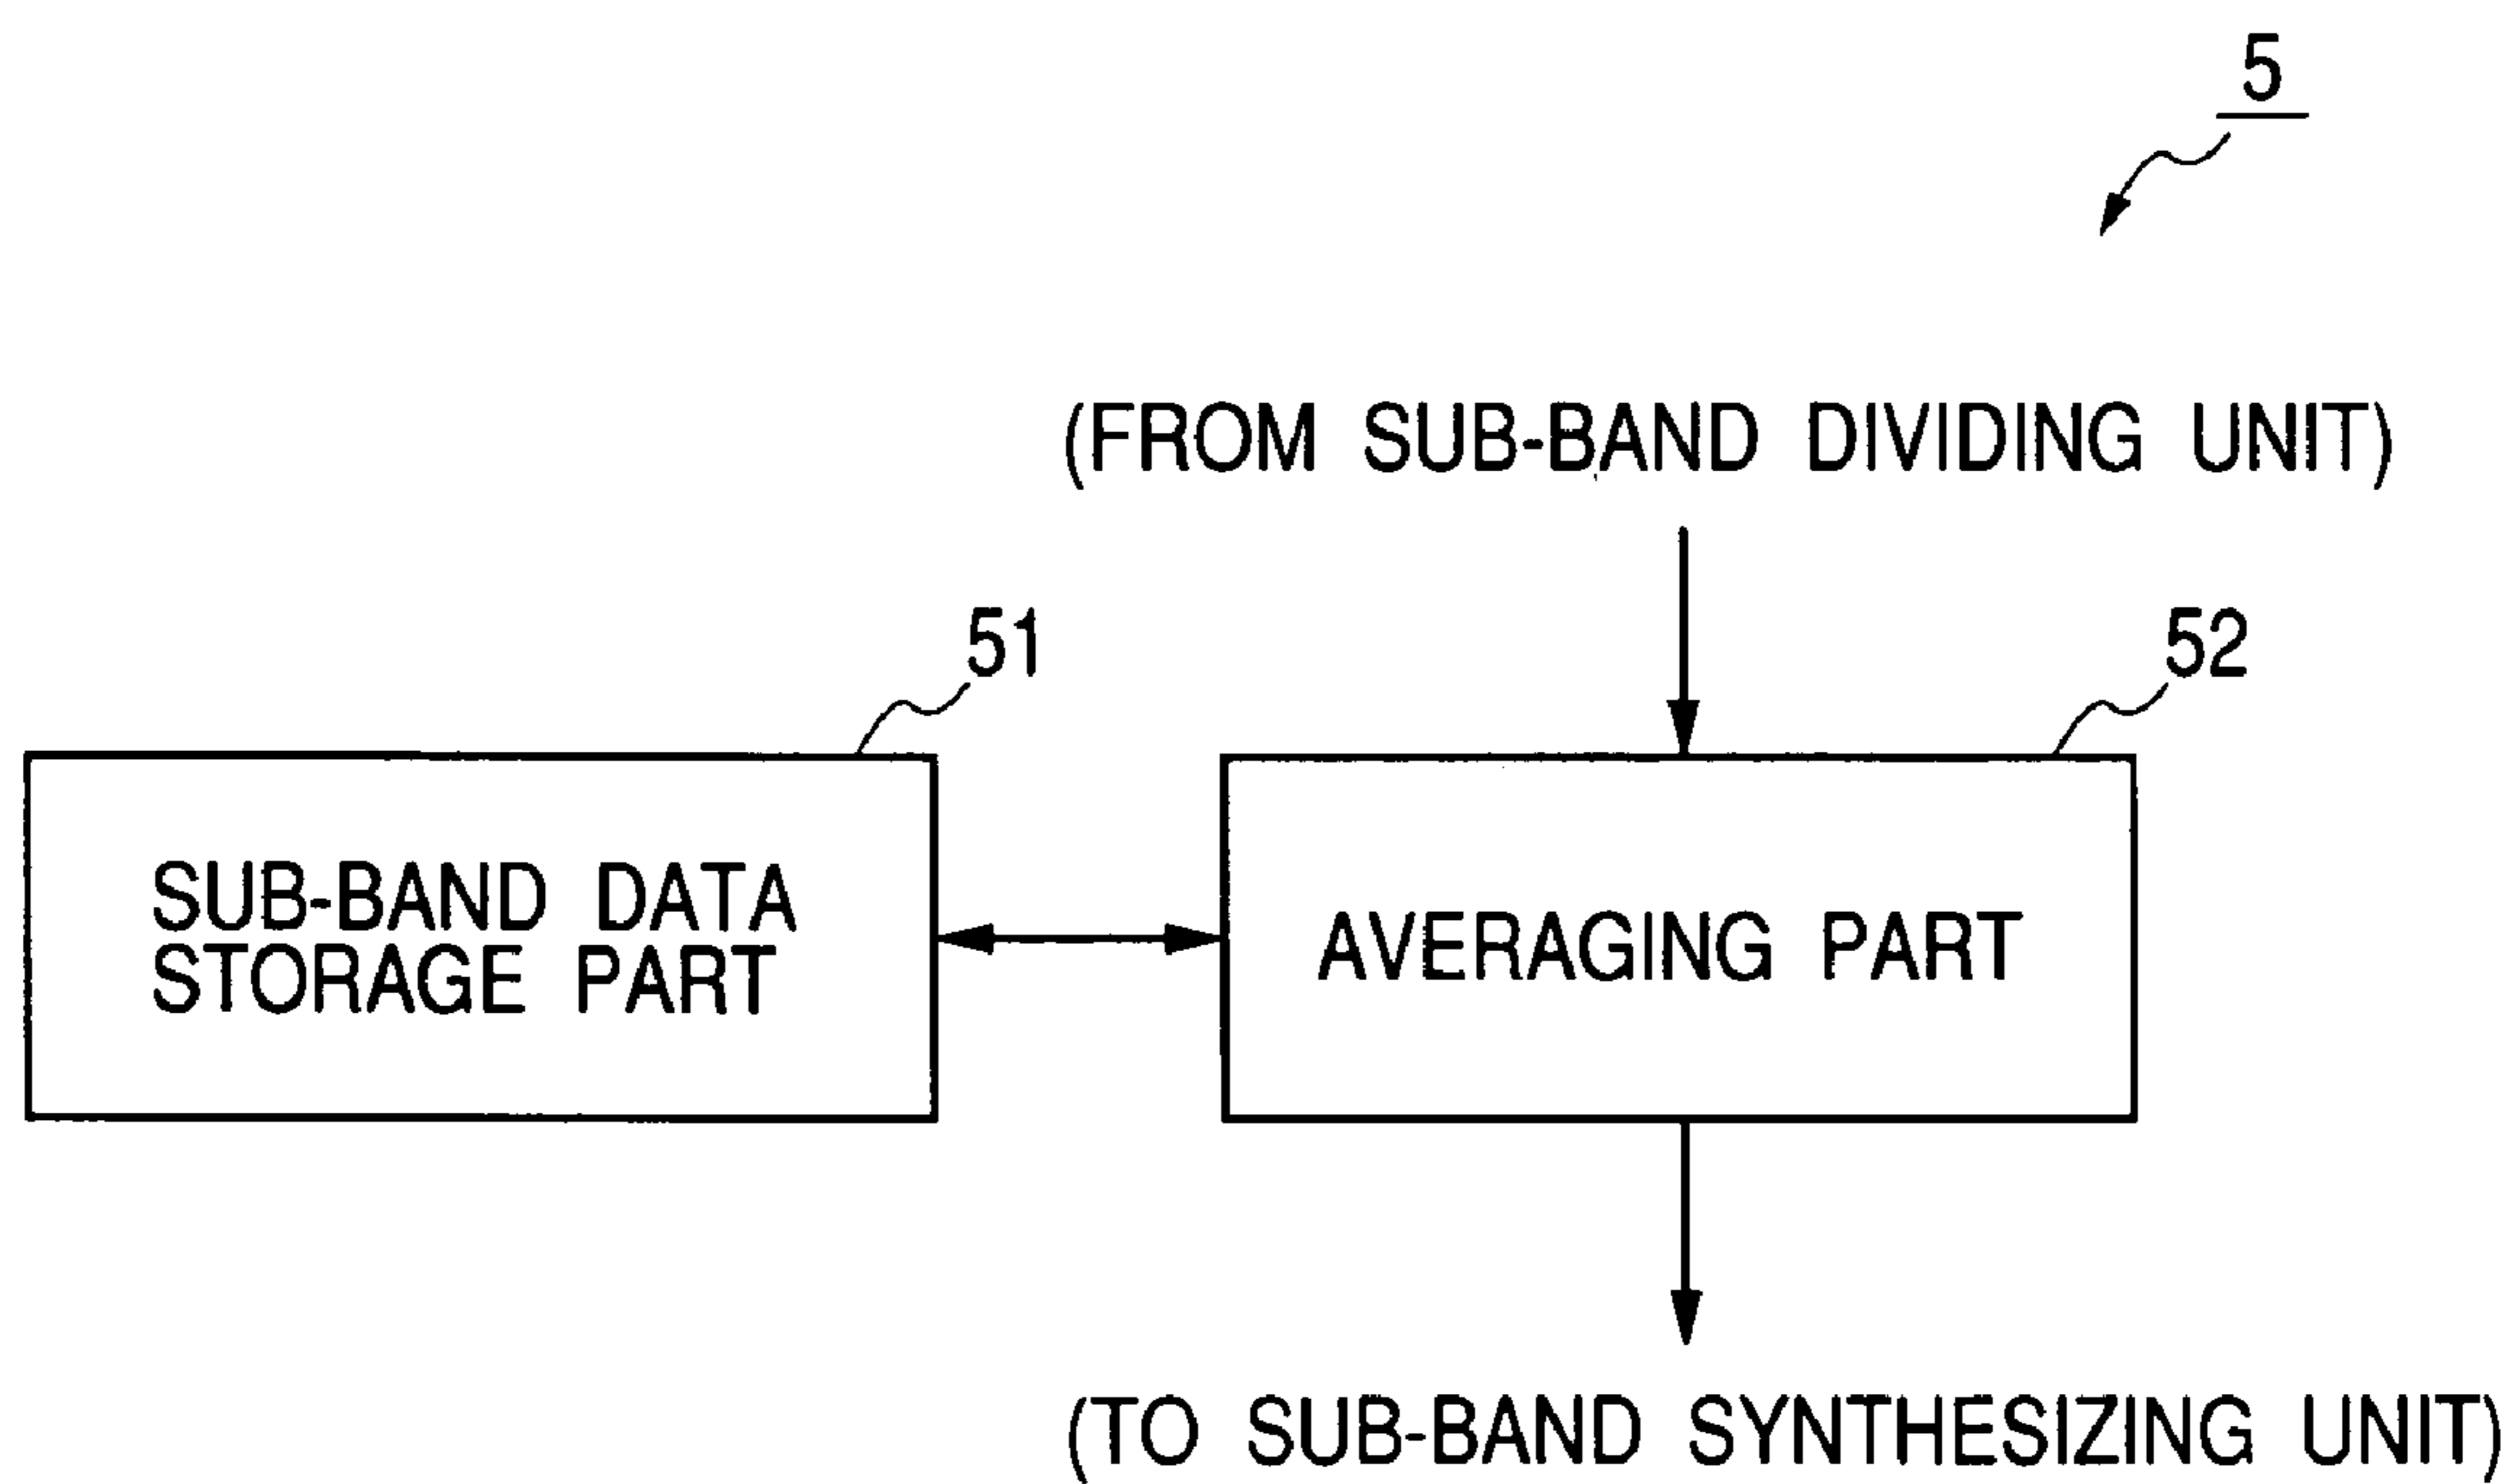 5
(FROM SUB-BAND DIVIDING UNIT)
51
52
SUB-BAND DATA
STORAGE PART
AVERAGING PART
(TO SUB-BAND SYNTHESIZING UNIT)